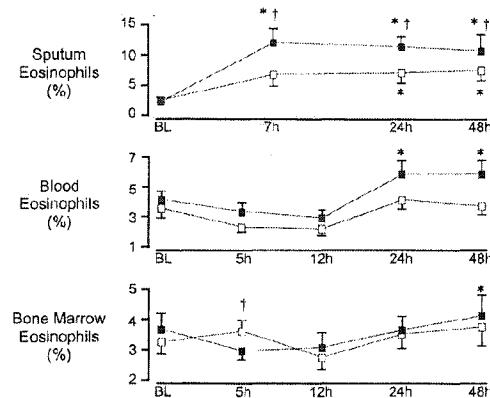 * † * † * †
15
Sputum
Eosinophils
(%)
10
5
0
* *
BL 7h 24h 48h
7
* *
Blood
Eosinophils
(%)
5
3
1
BL 5h 12h 24h 48h
5
† *
Bone Marrow
Eosinophils
(%)
4
3
2
BL 5h 12h 24h 48h